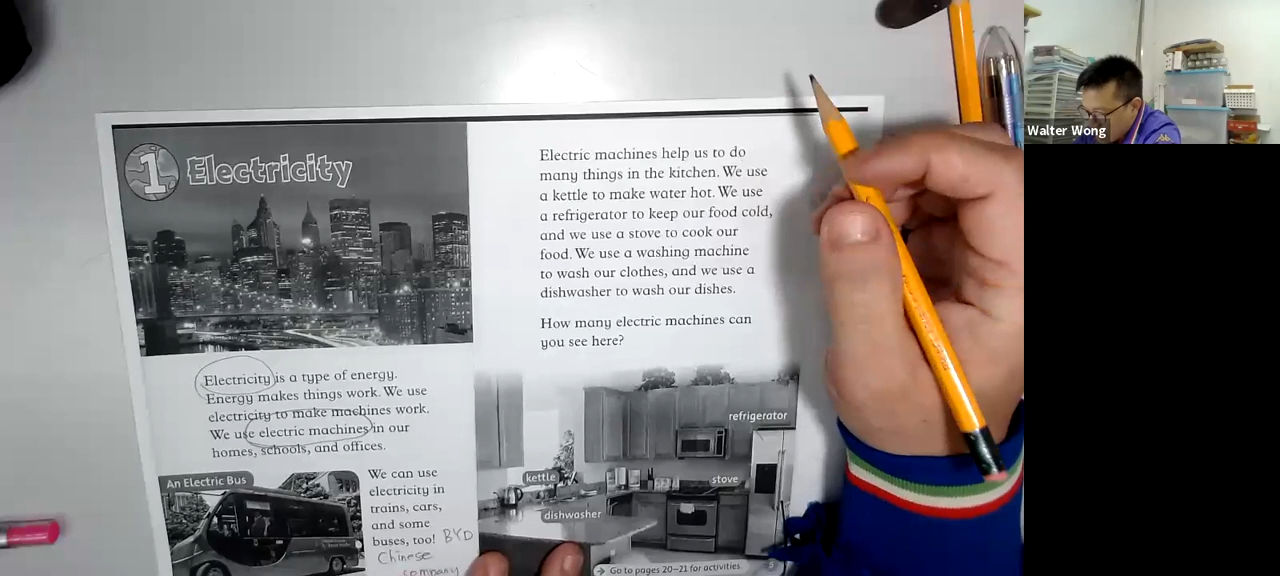 1 Electricity
Electricity is a type of energy.
Energy makes things work. We use
electricity to make machines work.
We use electric machines in our
homes, schools, and offices.
An Electric Bus
We can use
electricity in
trains, cars,
and some
buses, too! BYD
Chinese
company
Electric machines help us to do
many things in the kitchen. We use
a kettle to make water hot. We use
a refrigerator to keep our food cold,
and we use a stove to cook our
food. We use a washing machine
to wash our clothes, and we use a
dishwasher to wash our dishes.
How many electric machines can
you see here?
refrigerator
kettle
stove
dishwasher
Go to pages 20–21 for activities
Walter Wong